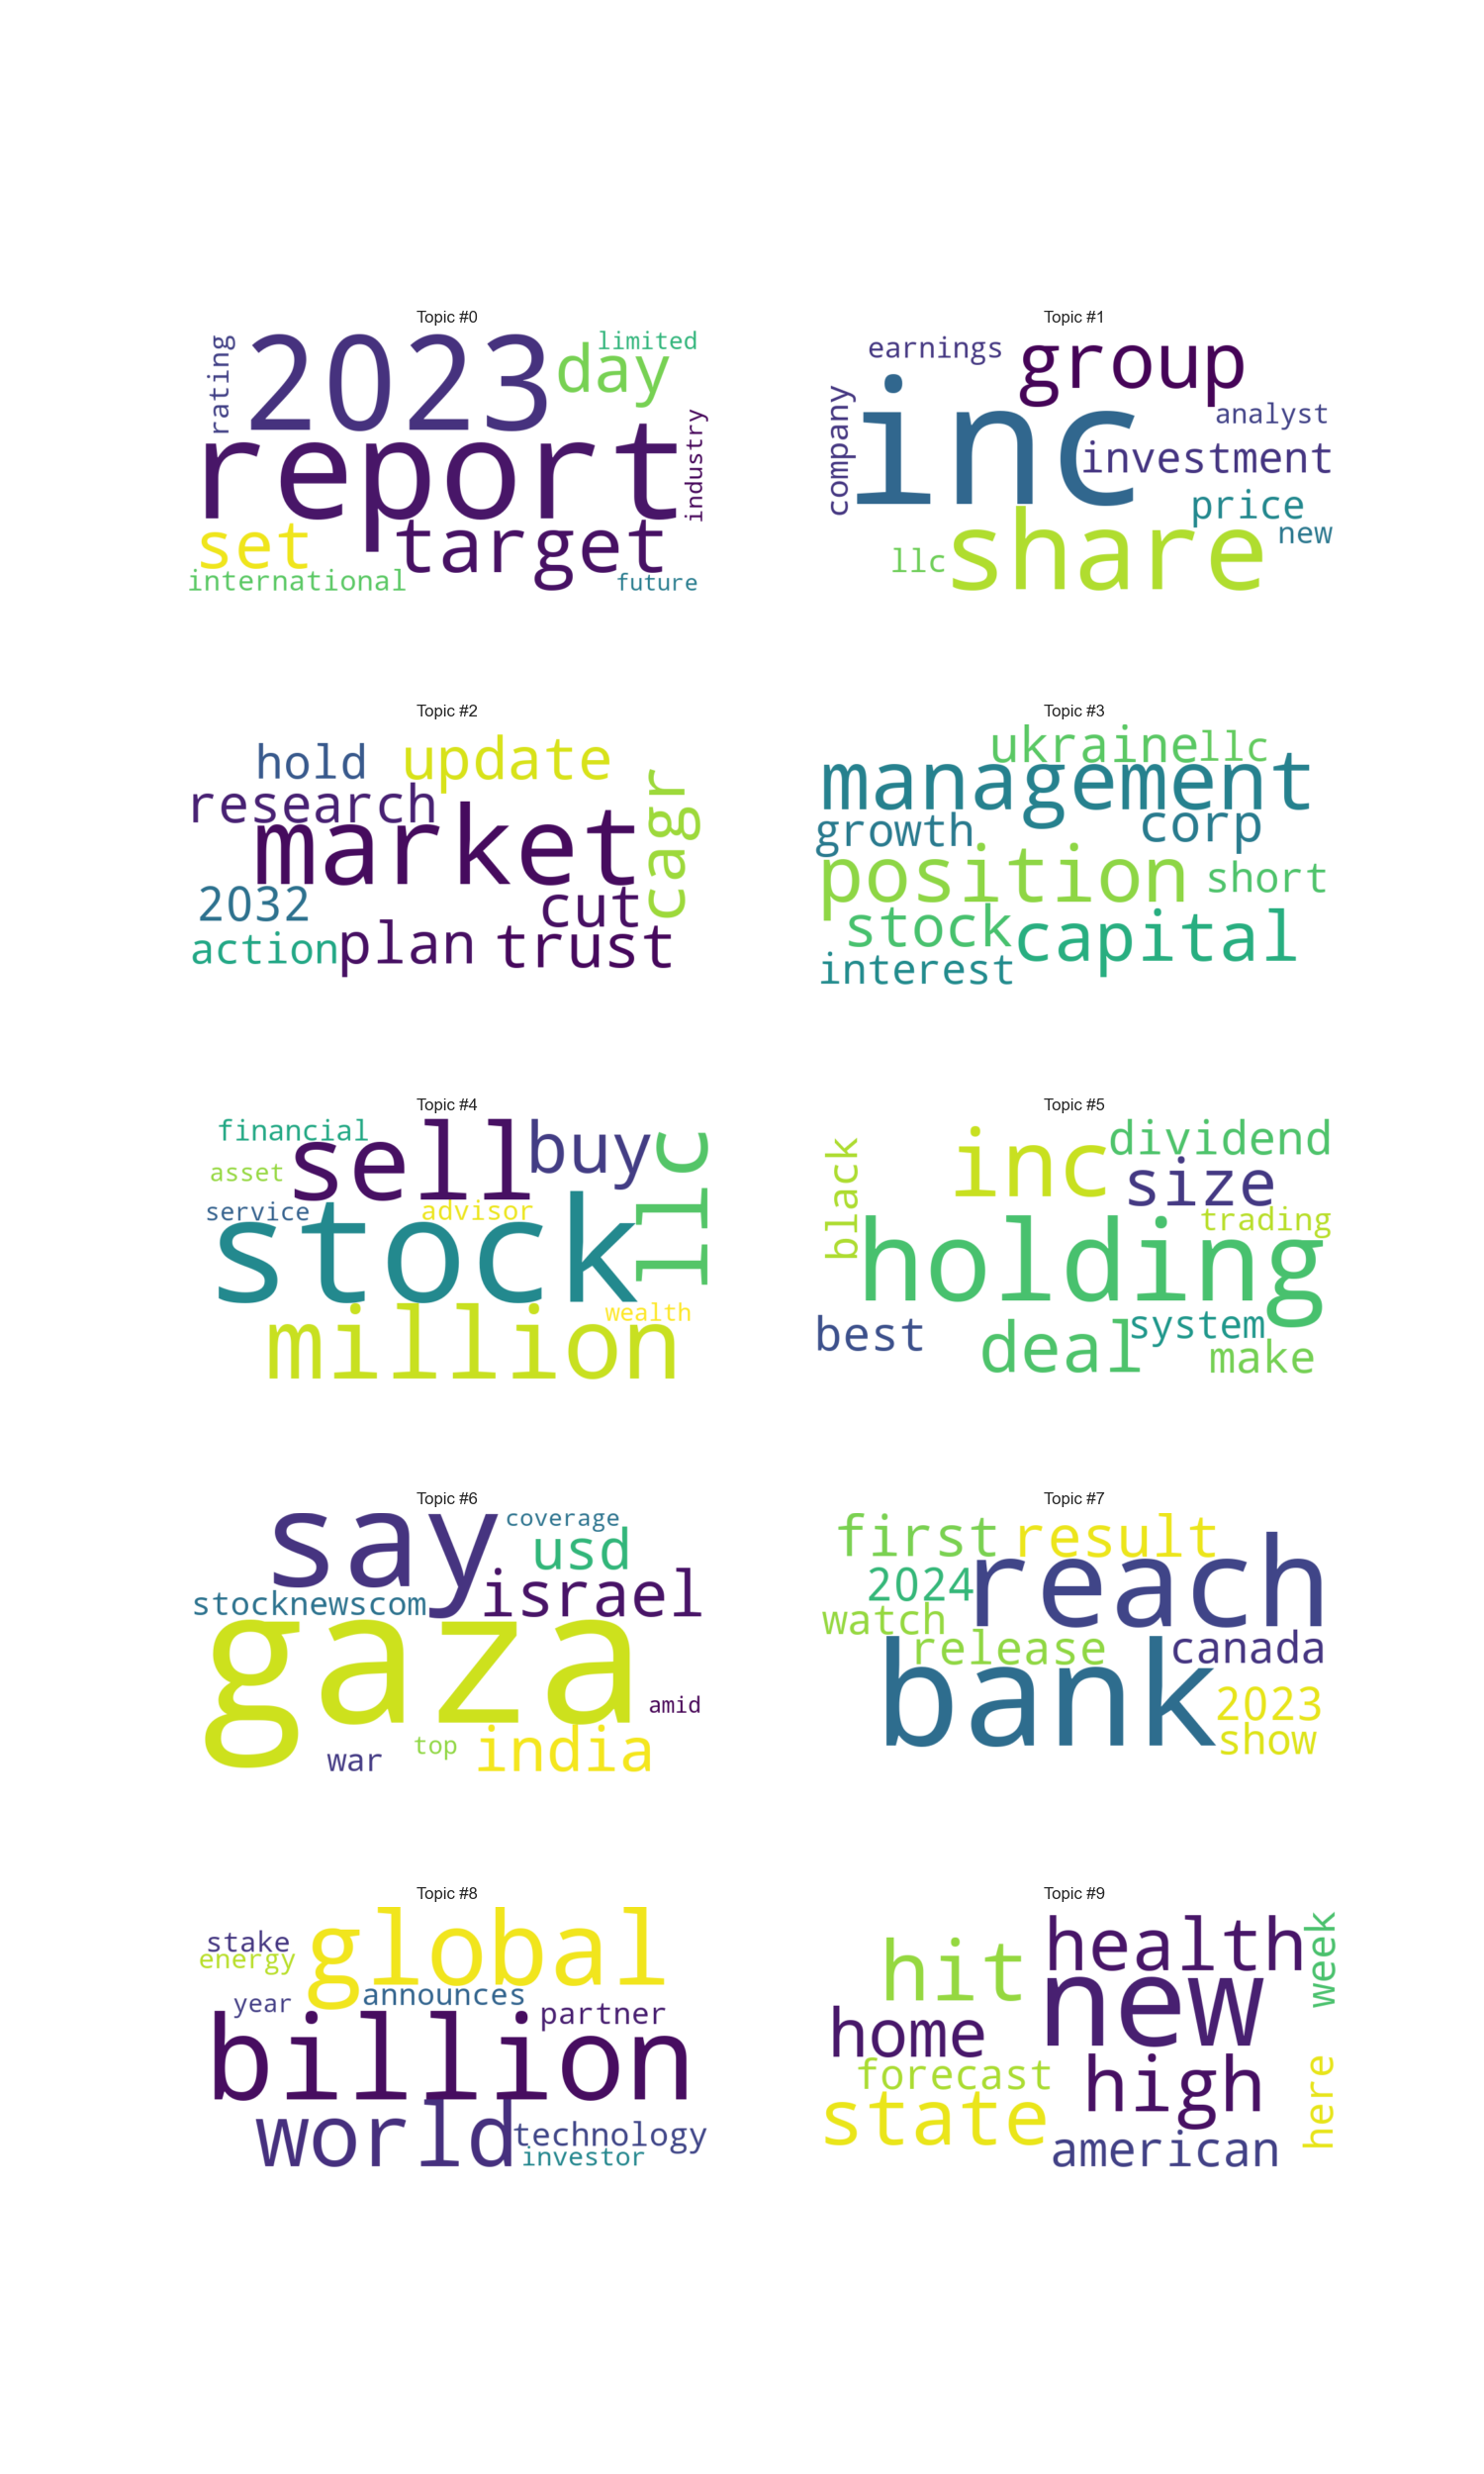 Topic #0
rating
2023
limited
day
report
industry
set
target
international
future
Topic #1
earnings
group
company
inc
analyst
investment
price
new
llc
share
Topic #2
hold
update
research
market
cagr
2032
cut
action
plan
trust
Topic #3
ukraine
llc
management
growth
corp
position
short
stock
capital
interest
Topic #4
financial
sell
buy
llc
asset
service
advisor
stock
wealth
million
Topic #5
black
inc
dividend
size
trading
holding
best
deal
system
make
Topic #6
say
coverage
usd
stocknewscom
israel
gaza
amid
war
top
india
Topic #7
first
result
2024
reach
watch
release
canada
bank
2023
show
Topic #8
stake
global
energy
year
announces
partner
billion
world
technology
investor
Topic #9
hit
health
week
new
home
forecast
high
here
state
american